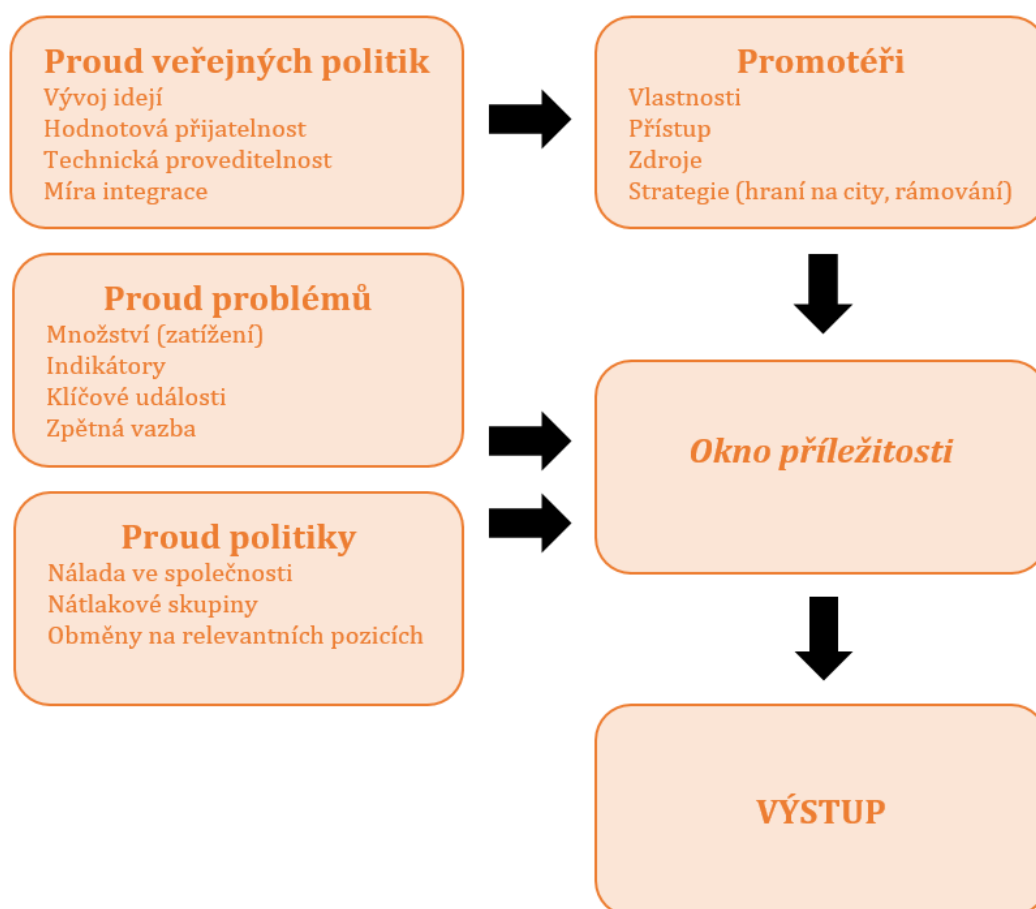 Proud veřejných politik
Vývoj idejí
Hodnotová přijatelnost
Technická proveditelnost
Míra integrace
Promotéři
Vlastnosti
Přístup
Zdroje
Strategie (hraní na city, rámování)
Proud problémů
Množství (zatížení)
Indikátory
Klíčové události
Zpětná vazba
Okno příležitosti
Proud politiky
Nálada ve společnosti
Nátlakové skupiny
Obměny na relevantních pozicích
VÝSTUP